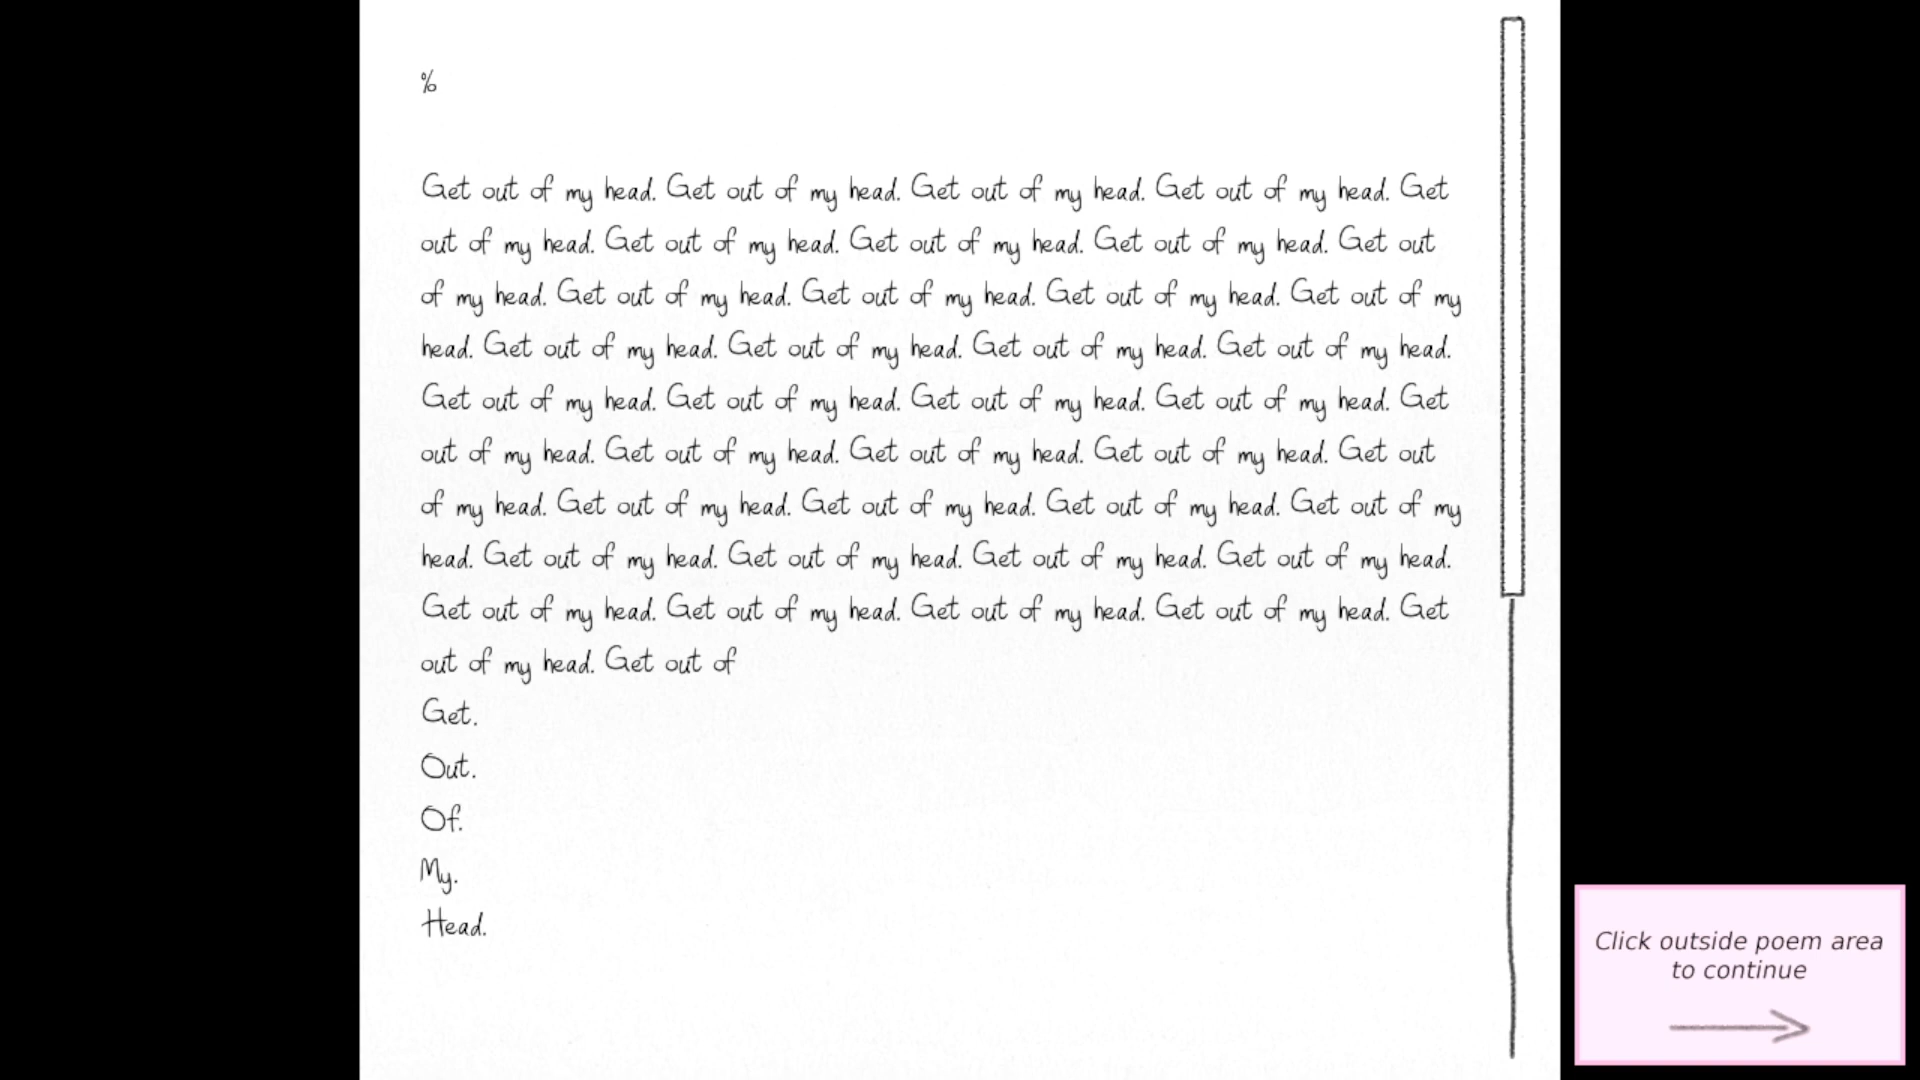 %
Get out of my head. Get out of my head. Get out of my head. Get out of my head. Get
out of my head. Get out of my head. Get out of my head. Get out of my head. Get out
of my head. Get out of my head. Get out of my head. Get out of my head. Get out of my
head. Get out of my head. Get out of my head. Get out of my head. Get out of my head.
Get out of my head. Get out of my head. Get out of my head. Get out of my head. Get
out of my head. Get out of my head. Get out of my head. Get out of my head. Get out
of my head. Get out of my head. Get out of my head. Get out of my head. Get out of my
head. Get out of my head. Get out of my head. Get out of my head. Get out of my head.
Get out of my head. Get out of my head. Get out of my head. Get out of my head. Get
out of my head. Get out of
Get.
Out.
Of.
My.
Head.
Click outside poem area
to continue